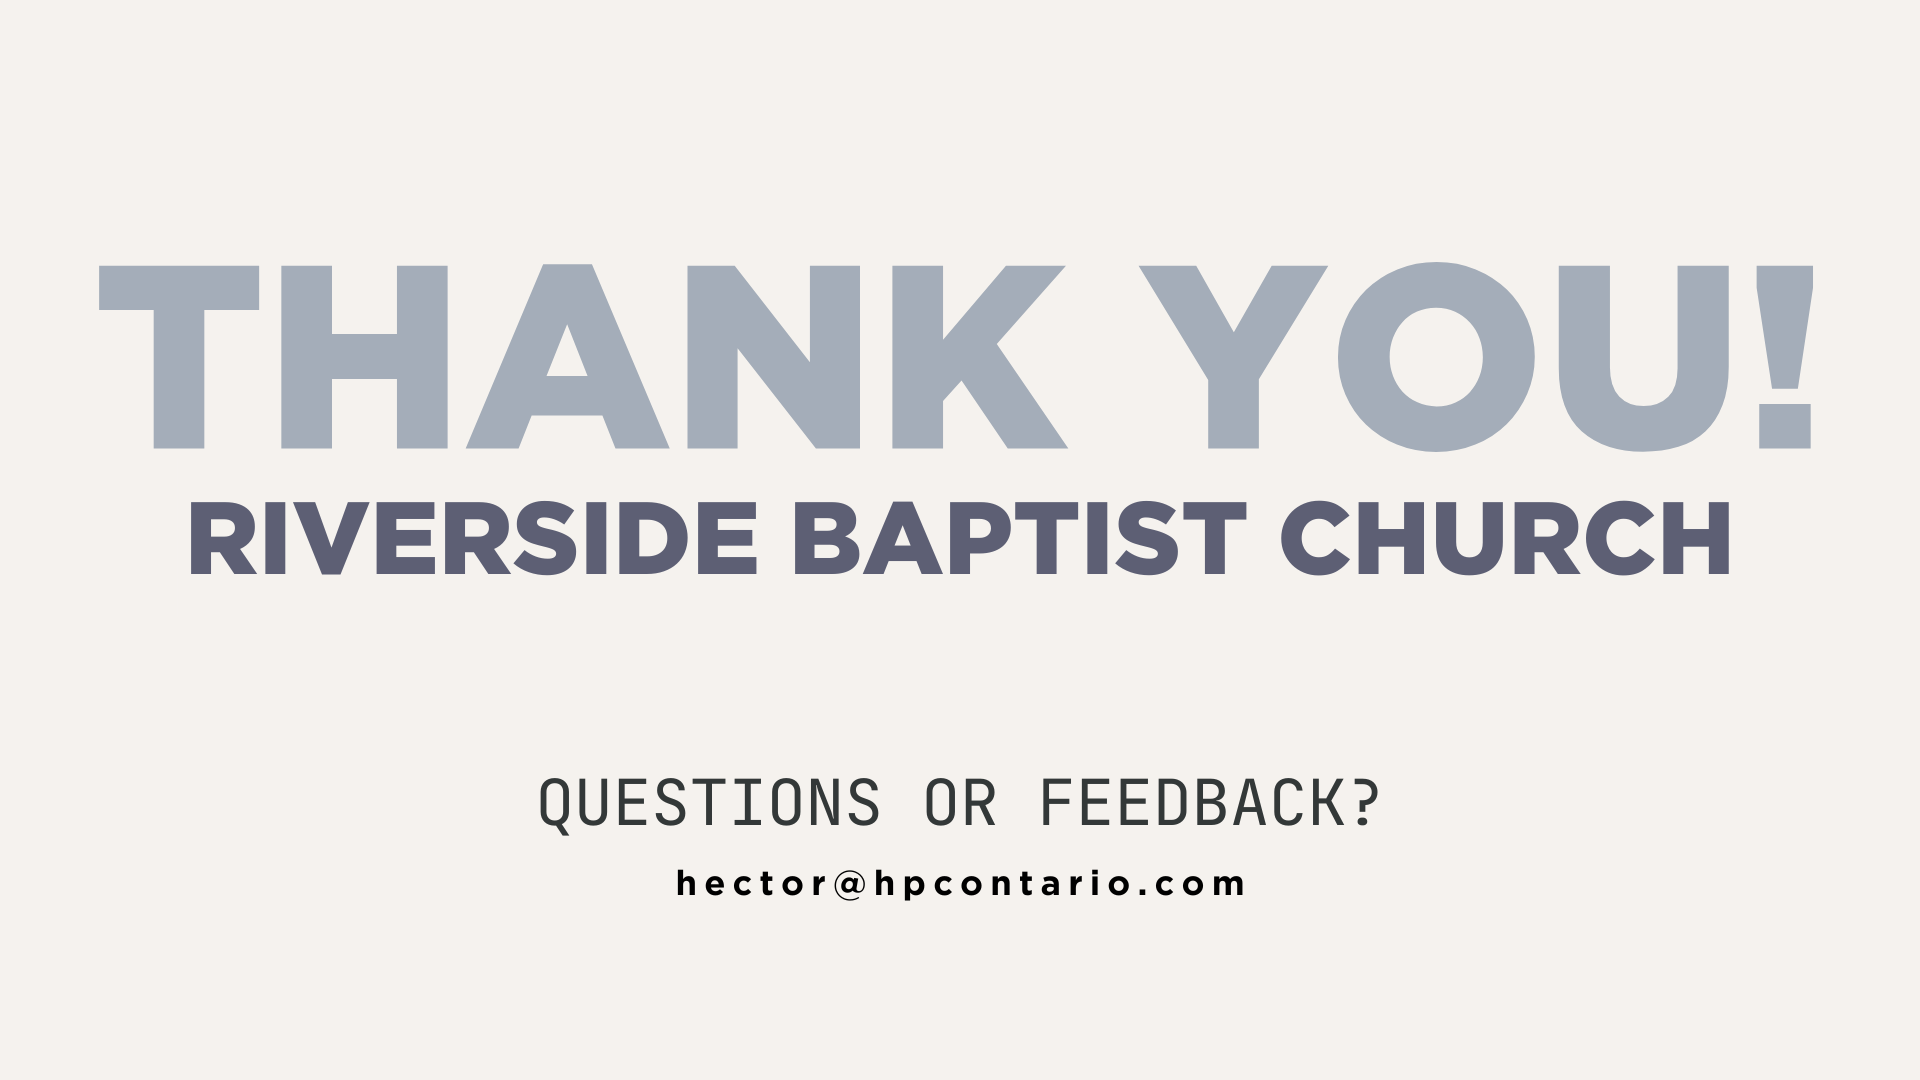 THANK YOU!
RIVERSIDE BAPTIST CHURCH
QUESTIONS OR FEEDBACK?
hector@hpcontario.com